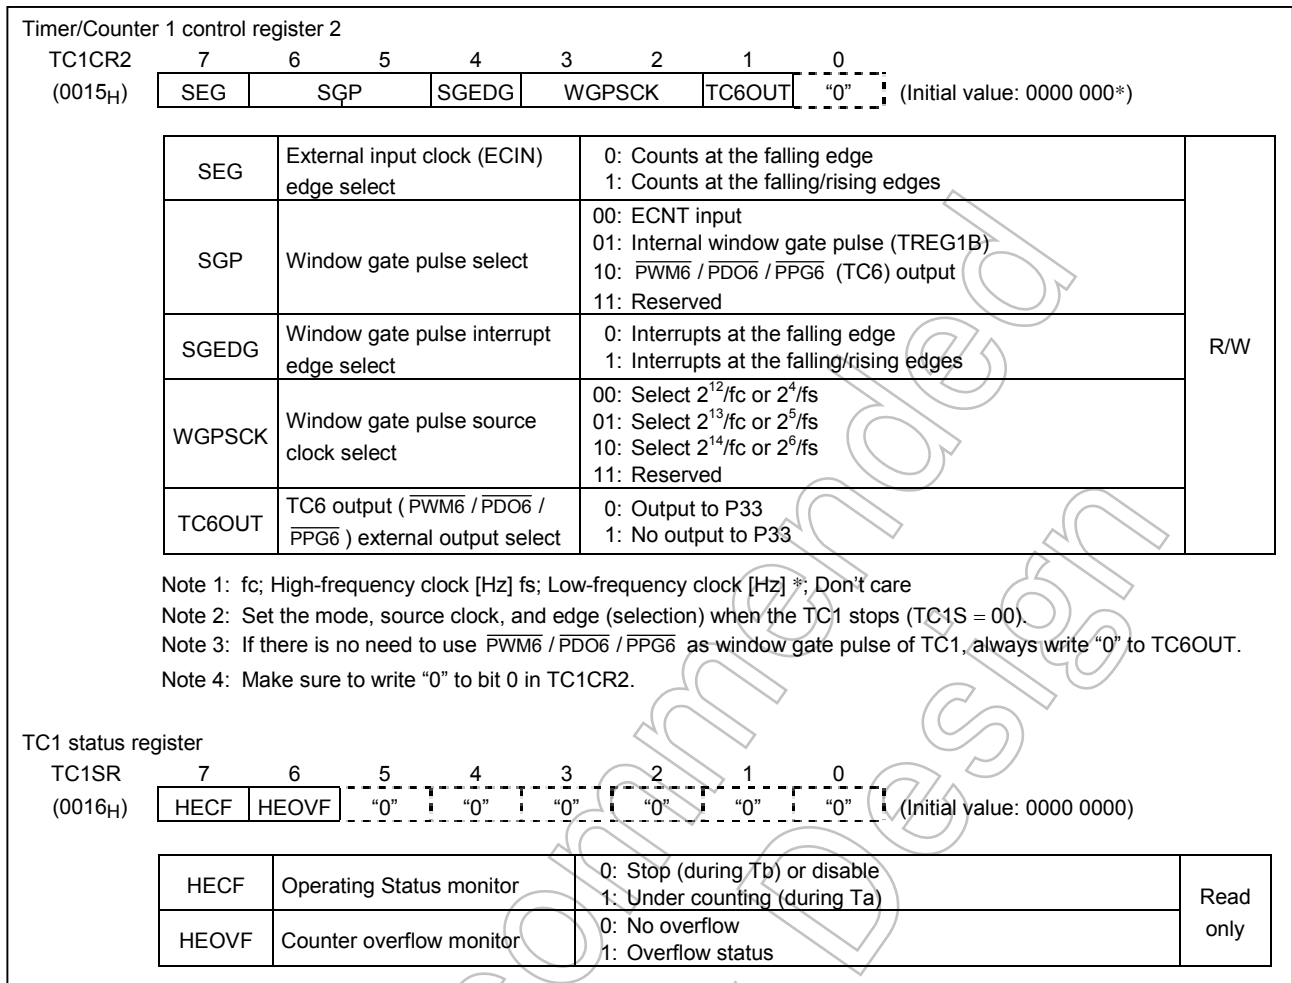 Timer/Counter 1 control register 2
TC1CR2 7 6 5 4 3 2 1 0
(0015H) SEG SGP SGEDG WGPSCK TC6OUT “0” (Initial value: 0000 000*)
SEG External input clock (ECIN) edge select 0: Counts at the falling edge
1: Counts at the falling/rising edges
SGP Window gate pulse select 00: ECNT input
01: Internal window gate pulse (TREG1B)
10: PWM6 / PDO6 / PPG6 (TC6) output
11: Reserved
SGEDG Window gate pulse interrupt edge select 0: Interrupts at the falling edge
1: Interrupts at the falling/rising edges
R/W
WGPSCK Window gate pulse source clock select 00: Select 2^12/fc or 2^4/fs
01: Select 2^13/fc or 2^5/fs
10: Select 2^14/fc or 2^6/fs
11: Reserved
TC6OUT TC6 output ( PWM6 / PDO6 / PPG6 ) external output select 0: Output to P33
1: No output to P33
Note 1: fc; High-frequency clock [Hz] fs; Low-frequency clock [Hz] *; Don’t care
Note 2: Set the mode, source clock, and edge (selection) when the TC1 stops (TC1S = 00).
Note 3: If there is no need to use PWM6 / PDO6 / PPG6 as window gate pulse of TC1, always write “0” to TC6OUT.
Note 4: Make sure to write “0” to bit 0 in TC1CR2.
TC1 status register
TC1SR 7 6 5 4 3 2 1 0
(0016H) HECF HEOVF “0” “0” “0” “0” “0” “0” (Initial value: 0000 0000)
HECF Operating Status monitor 0: Stop (during Tb) or disable
1: Under counting (during Ta)
HEOVF Counter overflow monitor 0: No overflow
1: Overflow status
Read only
ommended
Design